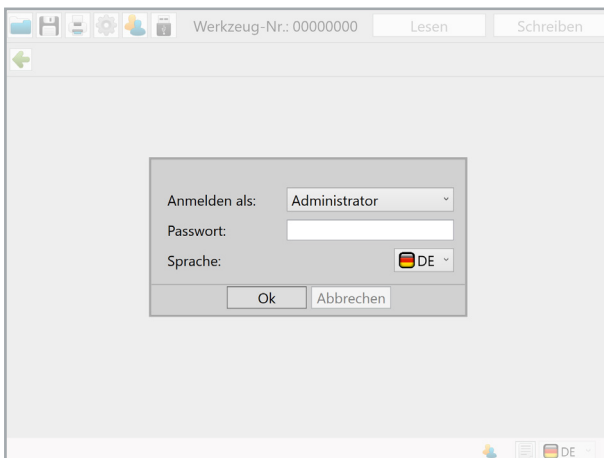 Werkzeug-Nr.: 00000000 Lesen Schreiben
Anmelden als: Administrator
Passwort:
Sprache: DE
Ok Abbrechen
DE